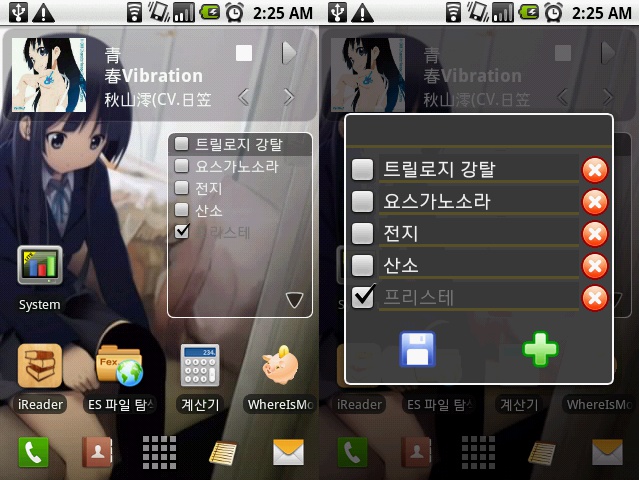 2:25 AM
青
春Vibration
秋山澪(CV.日笠
트릴로지 강탈
요스가노소라
전지
산소
프리스테
System
iReader
ES 파일 탐색
계산기
WhereIsMo
2:25 AM
青
春Vibration
秋山澪(CV.日笠
트릴로지 강탈
요스가노소라
전지
산소
프리스테
iReader
ES 파일 탐
계산기
WhereIsMo